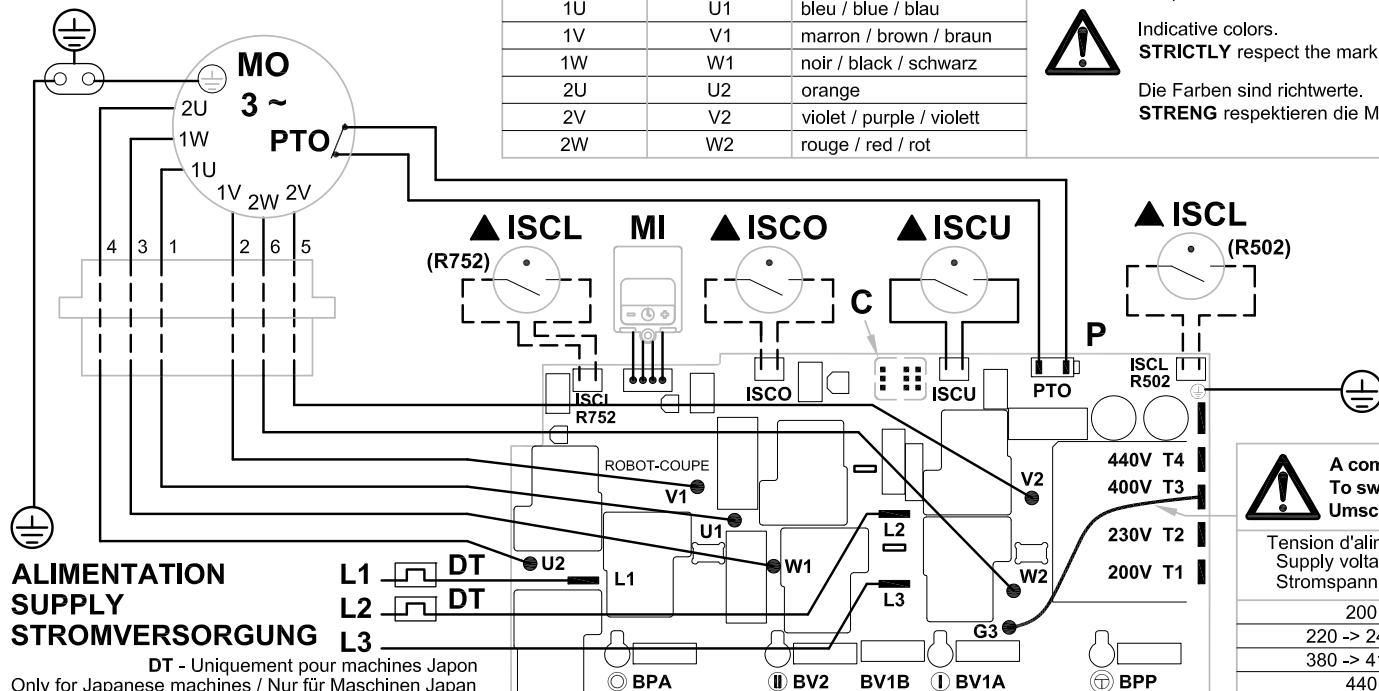 1U U1 bleu / blue / blau
1V V1 marron / brown / braun
1W W1 noir / black / schwarz
2U U2 orange
2V V2 violet / purple / violett
2W W2 rouge / red / rot
Indicative colors.
STRICTLY respect the mark
Die Farben sind richtwerte.
STRENG respektieren die M
MO
3 ~
PTO
2U
1W
1U
1V
2W
2V
4 3 1 2 6 5
▲ ISCL
(R752)
MI
▲ ISCO
▲ ISCU
▲ ISCL
(R502)
C
P
ISCL
R752
ISCO
ISCU
PTO
ISCL
R502
ROBOT-COUPE
V1
U1
U2
W1
L1
L2
L3
V2
W2
G3
440V T4
400V T3
230V T2
200V T1
A com
To sw
Umsc
Tension d'alim
Supply volta
Stromspann
200
220 -> 24
380 -> 41
440
ALIMENTATION
SUPPLY
STROMVERSORGUNG
L1 DT
L2 DT
L3
DT - Uniquement pour machines Japon
Only for Japanese machines / Nur für Maschinen Japan
BPA
II BV2
BV1B
I BV1A
BPP